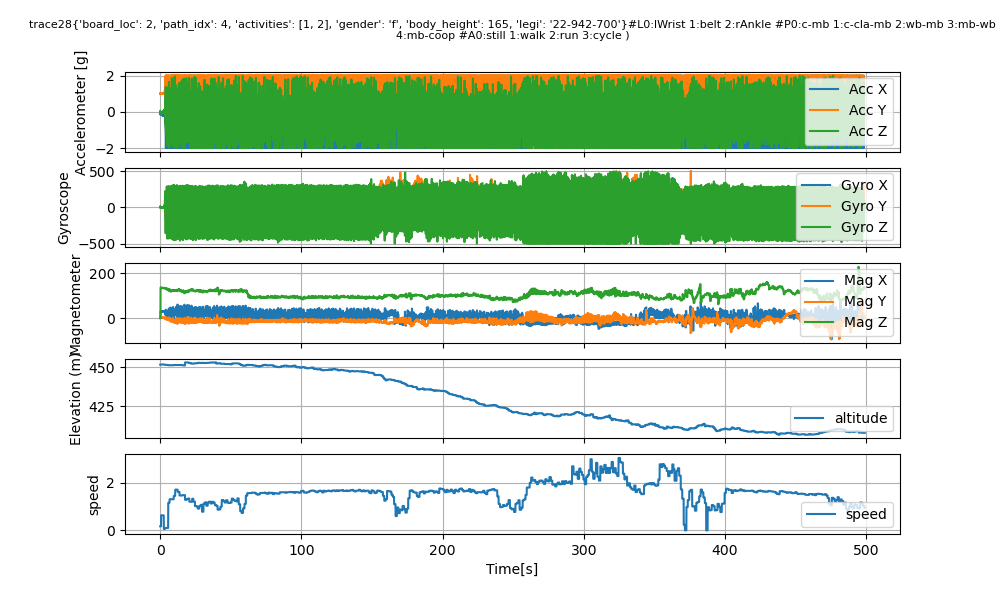 trace28{'board_loc': 2, 'path_idx': 4, 'activities': [1, 2], 'gender': 'f', 'body_height': 165, 'legi': '22-942-700'}#L0:lWrist 1:belt 2:rAnkle #P0:c-mb 1:c-cla-mb 2:wb-mb 3:mb-wb
4:mb-coop #A0:still 1:walk 2:run 3:cycle )
Accelerometer [g]
2
0
−2
Acc X
Acc Y
Acc Z
Gyroscope
500
0
−500
Gyro X
Gyro Y
Gyro Z
Magnetometer
200
0
Mag X
Mag Y
Mag Z
Elevation (m)
450
425
altitude
speed
2
0
speed
0
100
200
300
400
500
Time[s]